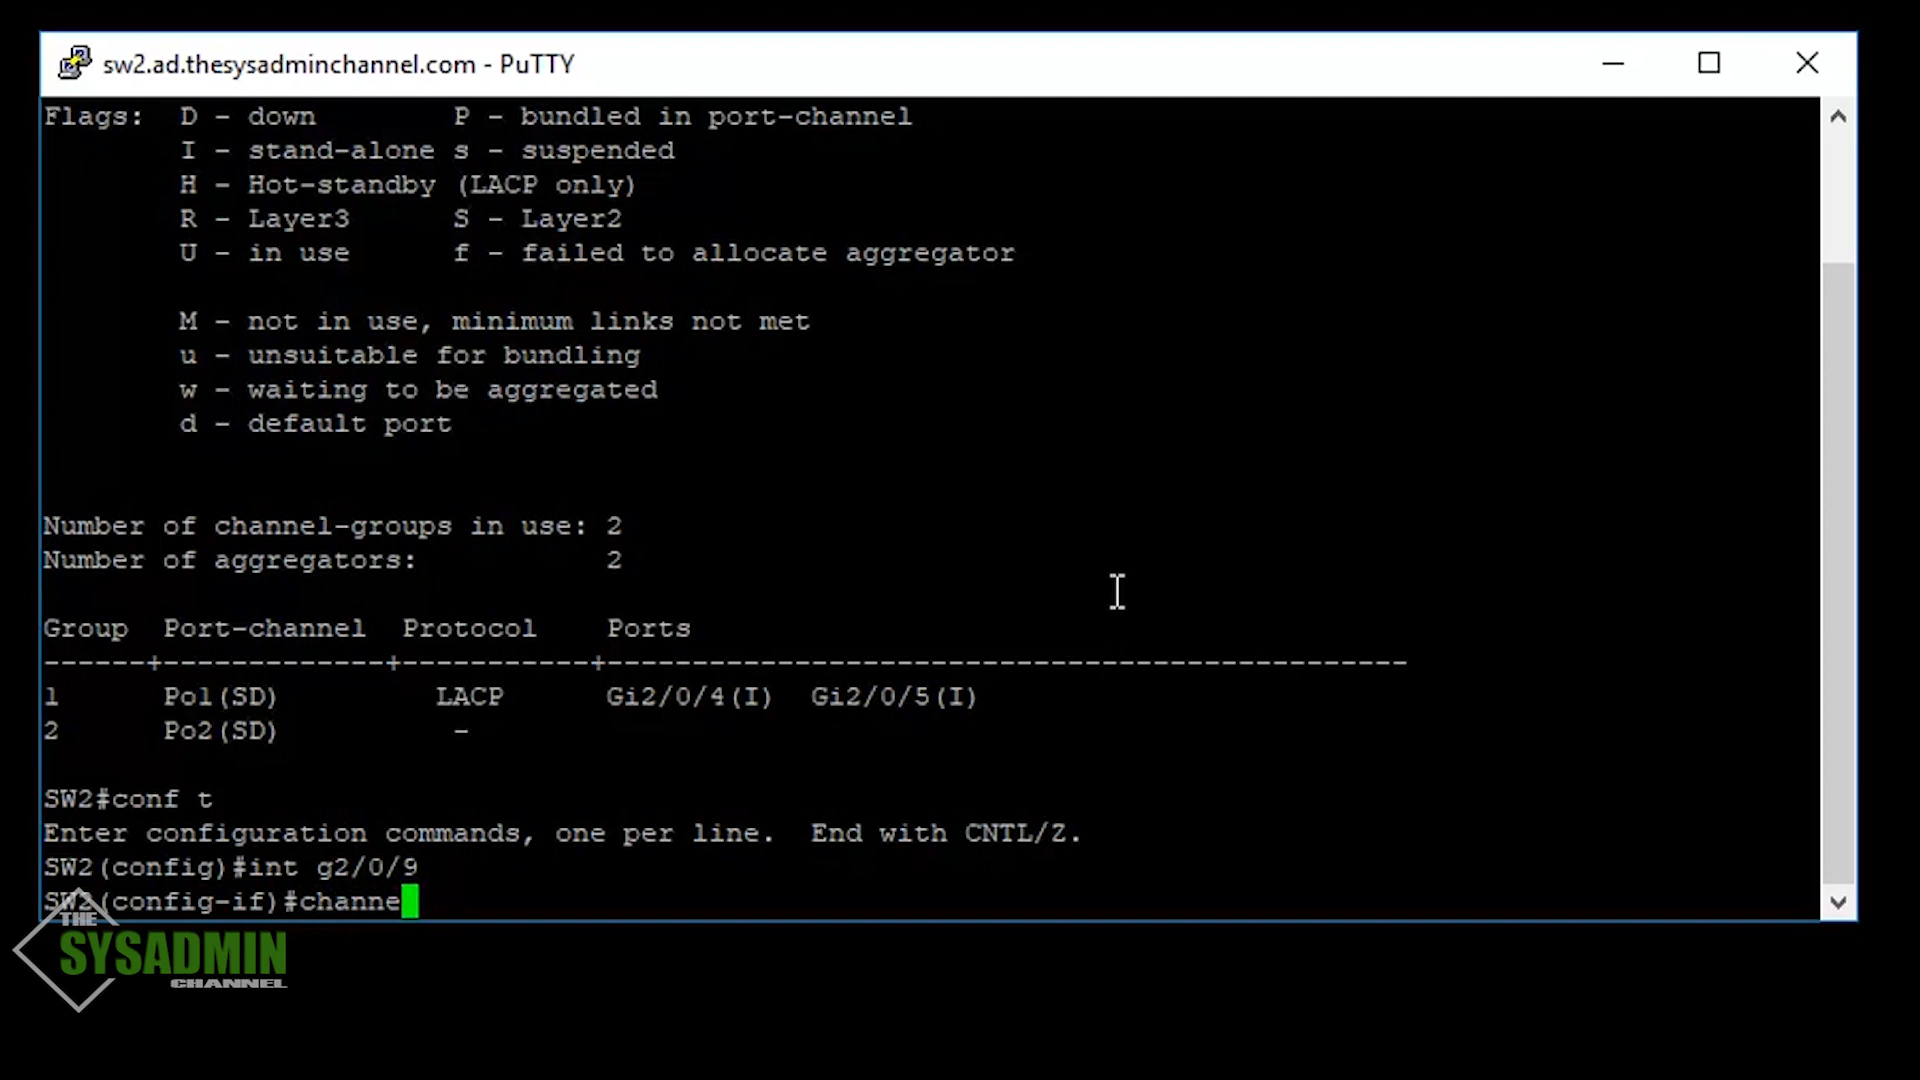 sw2.ad.thesysadminchannel.com - PuTTY
Flags:  D - down        P - bundled in port-channel
        I - stand-alone s - suspended
        H - Hot-standby (LACP only)
        R - Layer3      S - Layer2
        U - in use      f - failed to allocate aggregator
        M - not in use, minimum links not met
        u - unsuitable for bundling
        w - waiting to be aggregated
        d - default port
Number of channel-groups in use: 2
Number of aggregators:           2
Group  Port-channel  Protocol    Ports
------+-------------+-----------+-----------------------------------------------
1      Po1(SD)         LACP      Gi2/0/4(I)  Gi2/0/5(I)
2      Po2(SD)          -
SW2#conf t
Enter configuration commands, one per line.  End with CNTL/Z.
SW2(config)#int g2/0/9
SW2(config-if)#channe
THE
SYSADMIN
CHANNEL